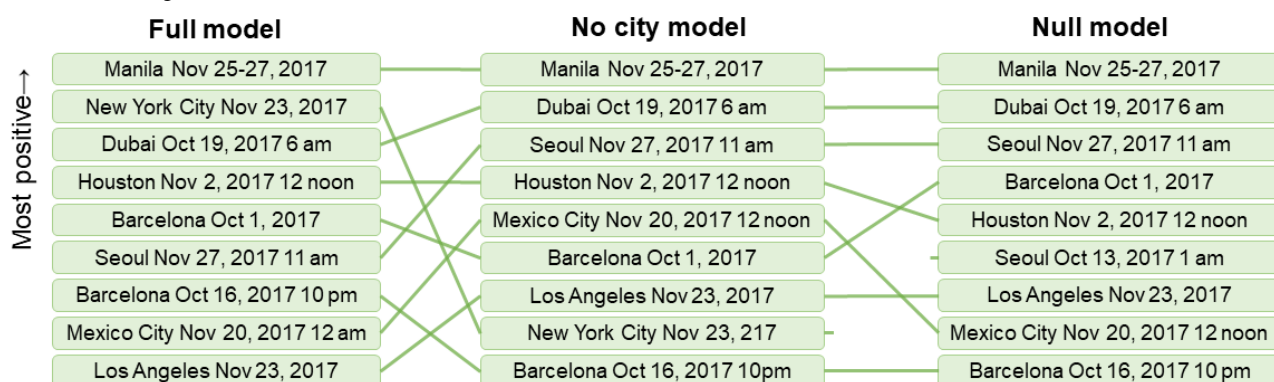 Full model
No city model
Null model
Most positive→
Manila Nov 25-27, 2017
New York City Nov 23, 2017
Dubai Oct 19, 2017 6 am
Houston Nov 2, 2017 12 noon
Barcelona Oct 1, 2017
Seoul Nov 27, 2017 11 am
Barcelona Oct 16, 2017 10 pm
Mexico City Nov 20, 2017 12 am
Los Angeles Nov 23, 2017
Manila Nov 25-27, 2017
Dubai Oct 19, 2017 6 am
Seoul Nov 27, 2017 11 am
Houston Nov 2, 2017 12 noon
Mexico City Nov 20, 2017 12 noon
Barcelona Oct 1, 2017
Los Angeles Nov 23, 2017
New York City Nov 23, 217
Barcelona Oct 16, 2017 10pm
Manila Nov 25-27, 2017
Dubai Oct 19, 2017 6 am
Seoul Nov 27, 2017 11 am
Barcelona Oct 1, 2017
Houston Nov 2, 2017 12 noon
Seoul Oct 13, 2017 1 am
Los Angeles Nov 23, 2017
Mexico City Nov 20, 2017 12 noon
Barcelona Oct 16, 2017 10 pm